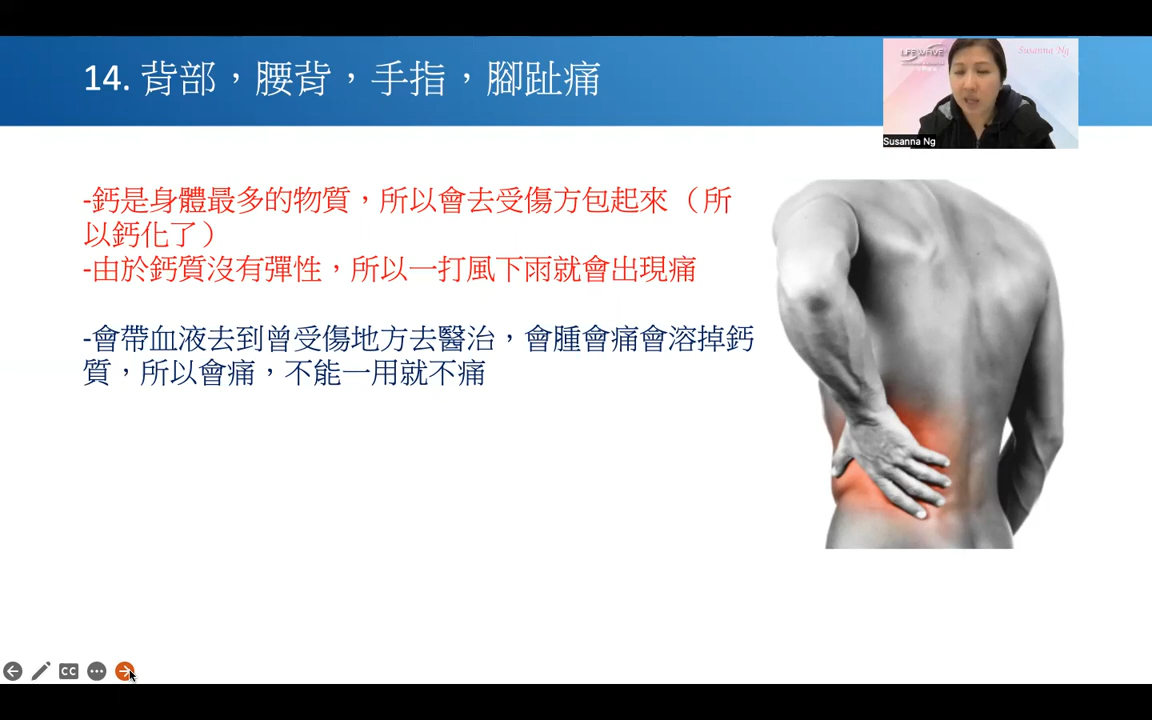 14. 背部，腰背，手指，腳趾痛
LIFEWAVE
Susanna Ng
Susanna Ng
-鈣是身體最多的物質，所以會去受傷方包起來（所
以鈣化了）
-由於鈣質沒有彈性，所以一打風下雨就會出現痛
-會帶血液去到曾受傷地方去醫治，會腫會痛會溶掉鈣
質，所以會痛，不能一用就不痛
CC